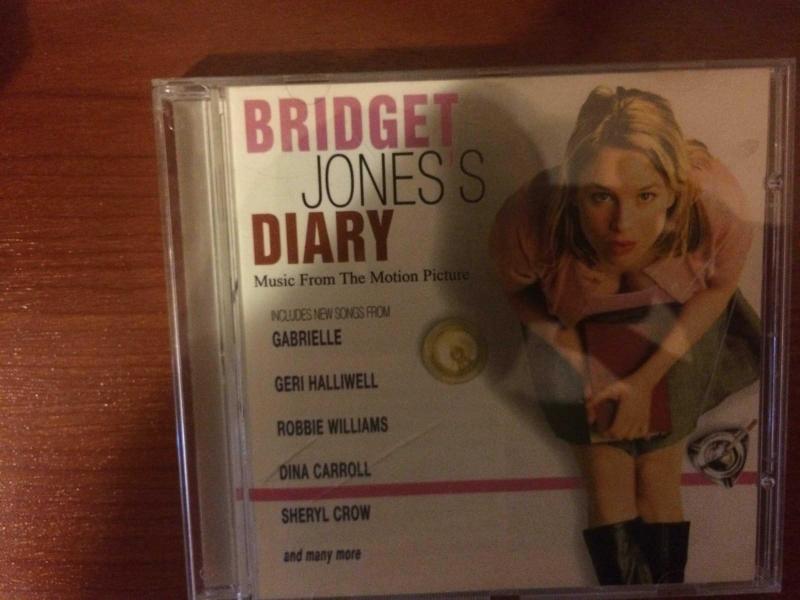 BRIDGET
JONES'S
DIARY
Music From The Motion Picture
INCLUDES NEW SONGS FROM
GABRIELLE
GERI HALLIWELL
ROBBIE WILLIAMS
DINA CARROLL
SHERYL CROW
and many more